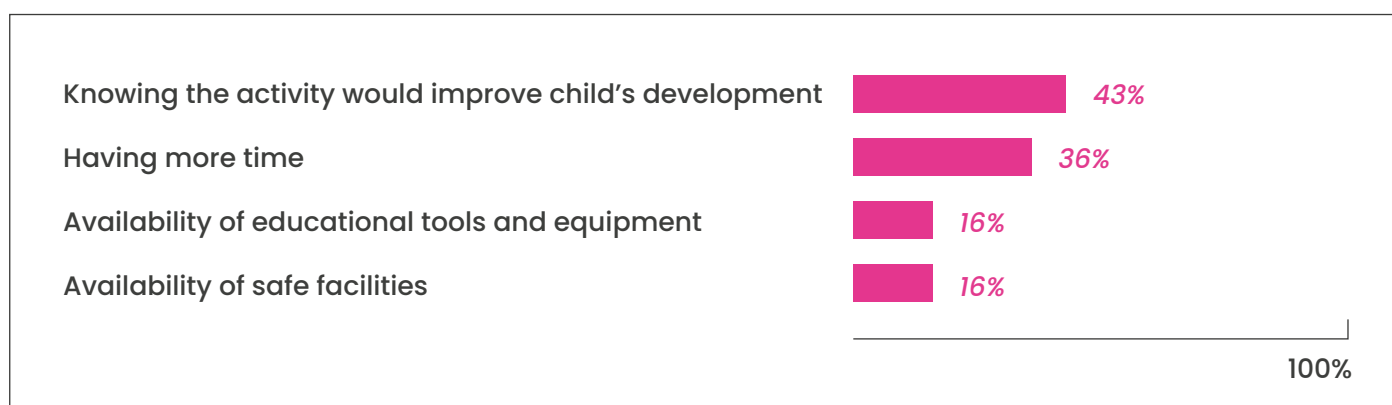 Knowing the activity would improve child’s development 43%
Having more time 36%
Availability of educational tools and equipment 16%
Availability of safe facilities 16%
100%